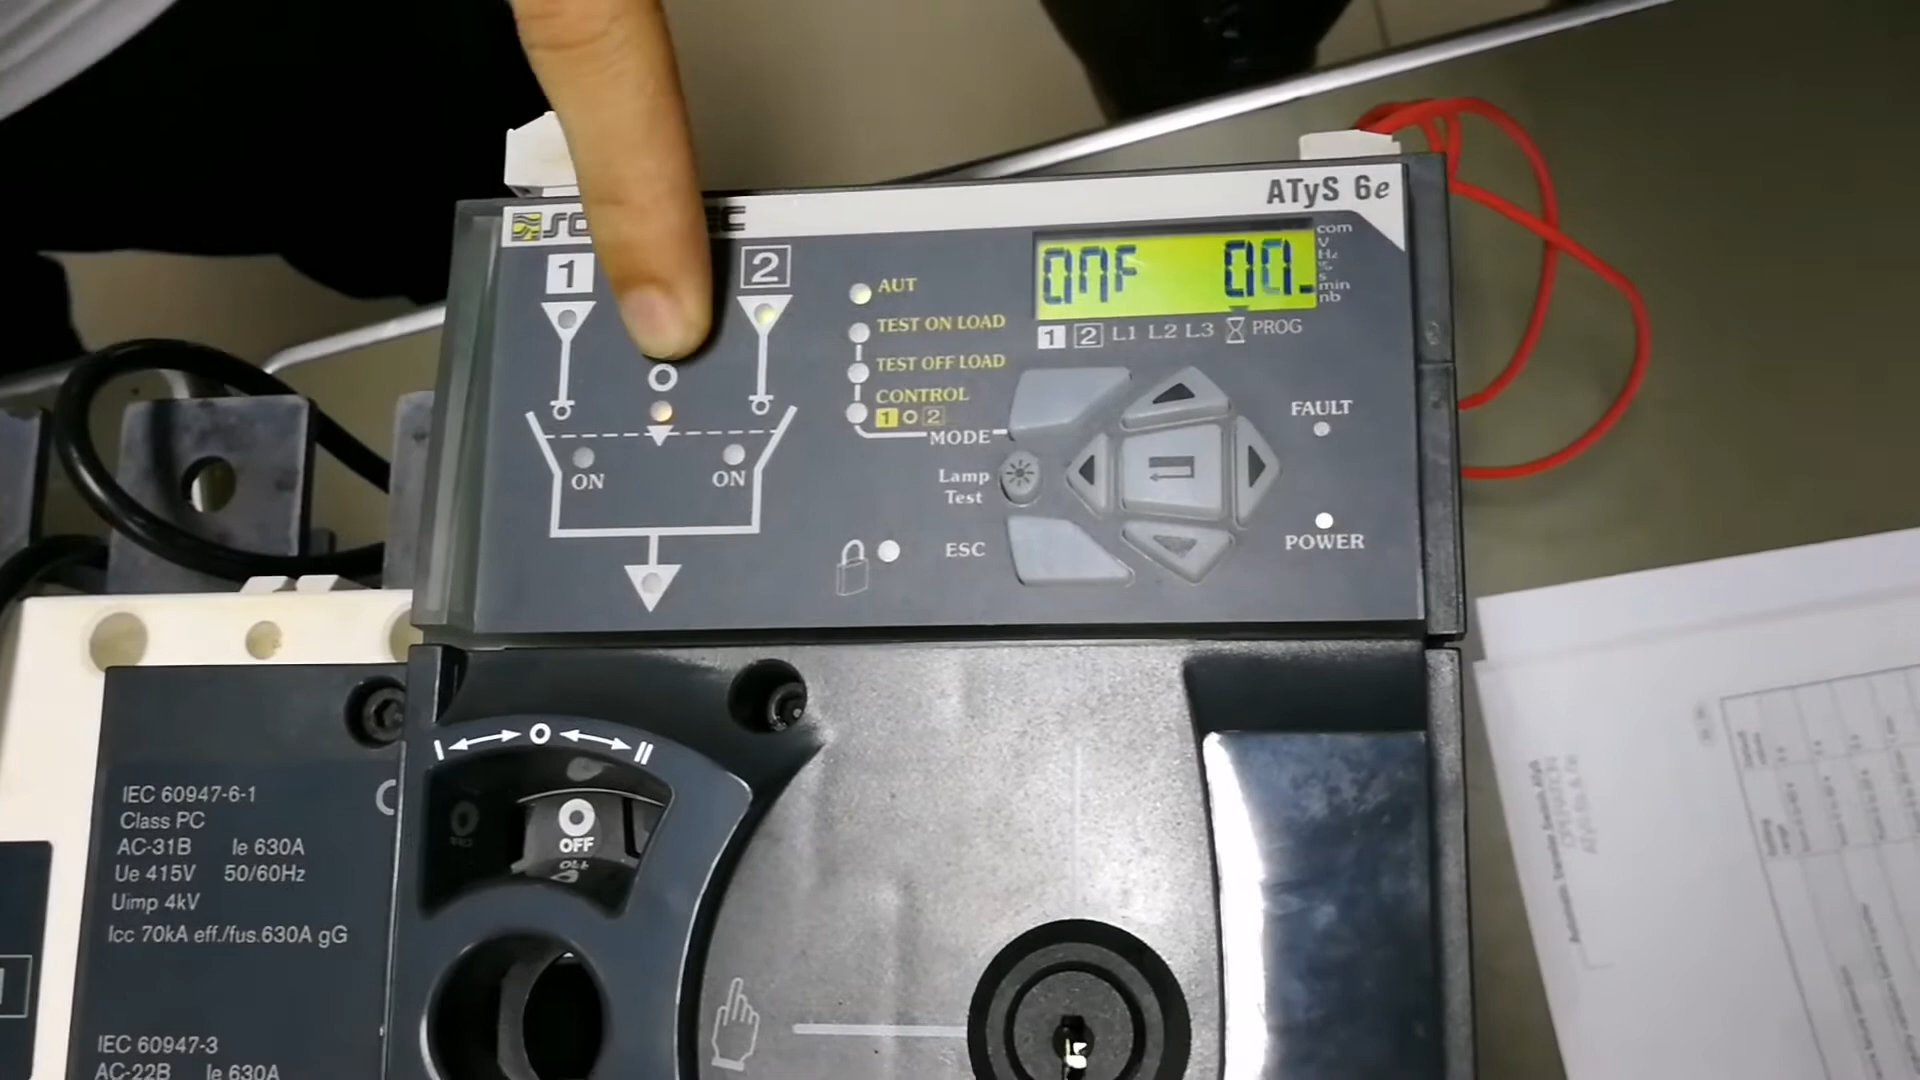 ATyS 6e
1
2
AUT
TEST ON LOAD
TEST OFF LOAD
CONTROL
1 O 2
MODE
com
V
Hz
%
s
min
nb
1 2 L1 L2 L3 PROG
O
ON
ON
Lamp
Test
ESC
FAULT
POWER
I O II
O
OFF
IEC 60947-6-1
Class PC
AC-31B Ie 630A
Ue 415V 50/60Hz
Uimp 4kV
Icc 70kA eff./fus.630A gG
IEC 60947-3
AC-22B Ie 630A